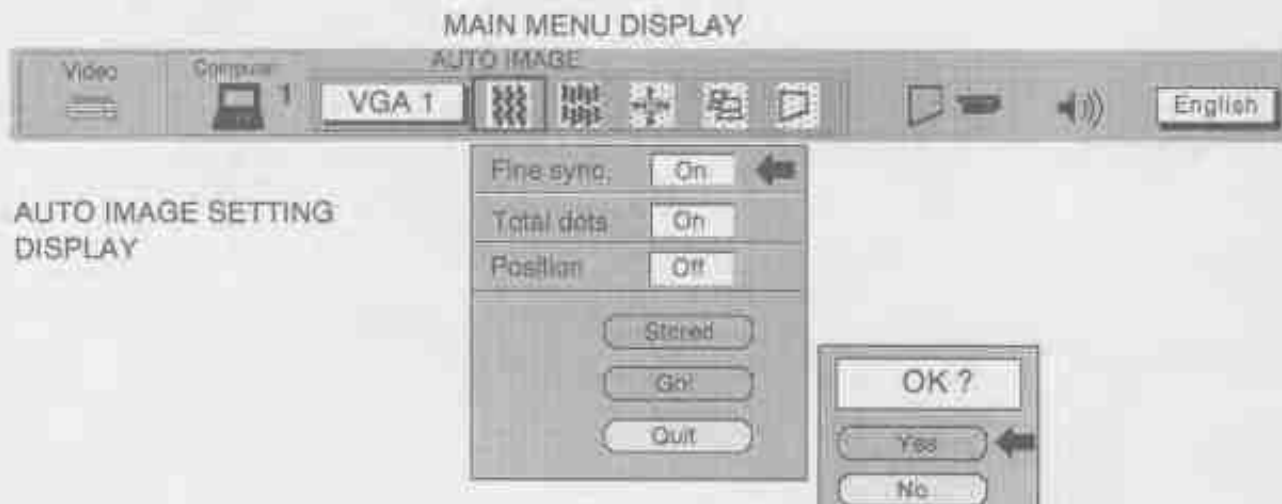 MAIN MENU DISPLAY
AUTO IMAGE
Video
Computer
1
VGA 1
English
AUTO IMAGE SETTING
DISPLAY
Fine sync. On
Total dots On
Position Off
Stored
Go!
Quit
OK ?
Yes
No